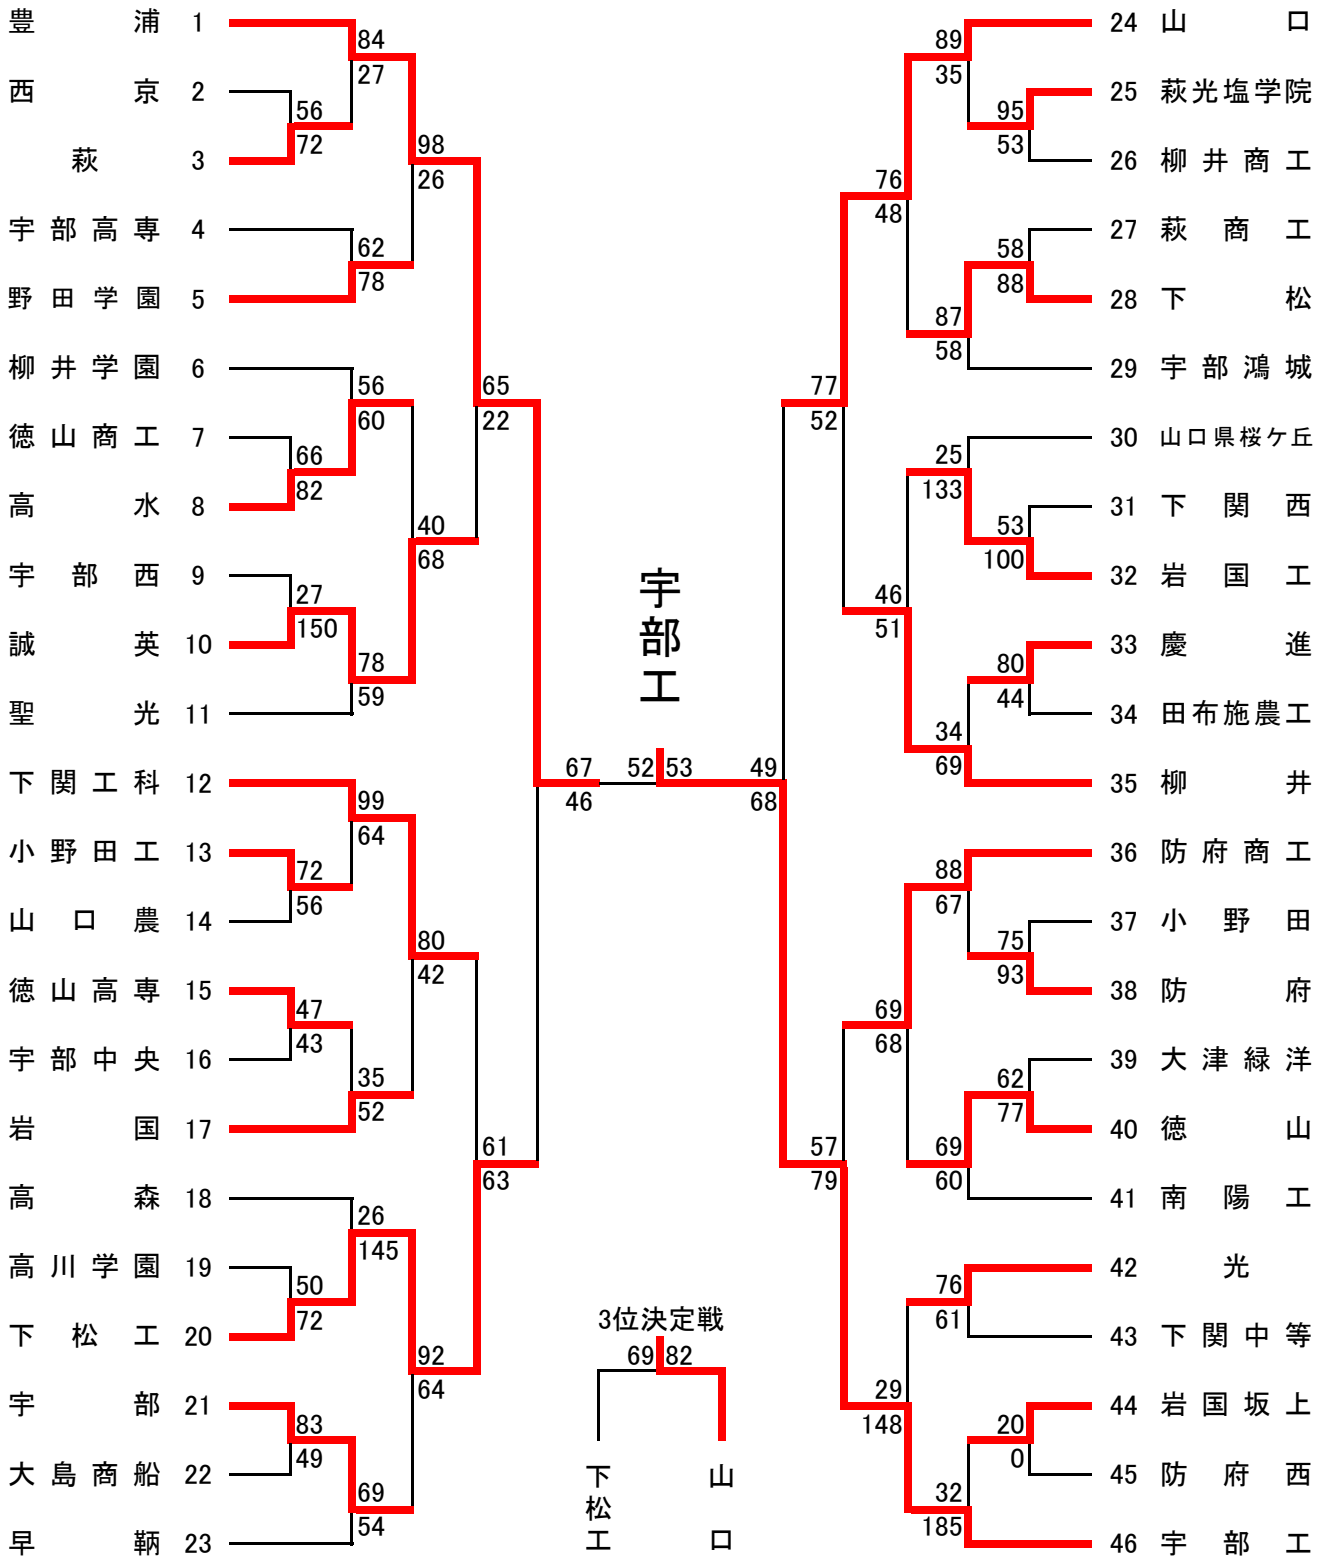 豊浦 1
西京 2
萩 3
宇部高専 4
野田学園 5
柳井学園 6
徳山商工 7
高水 8
宇部西 9
誠英 10
聖光 11
下関工科 12
小野田工 13
山口農 14
徳山高専 15
宇部中央 16
岩国 17
高森 18
高川学園 19
下松工 20
宇部 21
大島商船 22
早鞆 23
84
27
56
72
62
78
56
60
66
82
27
150
78
59
99
64
72
56
47
43
35
52
26
145
50
72
83
49
69
54
98
26
40
68
80
42
92
64
65
22
61
63
67
46
宇部工
52 53
49
68
77
52
57
79
76
48
46
51
69
68
29
148
89
35
95
53
58
88
87
58
25
133
53
100
80
44
34
69
88
67
75
93
62
77
69
60
76
61
20
0
32
185
24 山口
25 萩光塩学院
26 柳井商工
27 萩商工
28 下松
29 宇部鴻城
30 山口県桜ケ丘
31 下関西
32 岩国工
33 慶進
34 田布施農工
35 柳井
36 防府商工
37 小野田
38 防府
39 大津緑洋
40 徳山
41 南陽工
42 光
43 下関中等
44 岩国坂上
45 防府西
46 宇部工
3位決定戦
69 82
下松工
山口